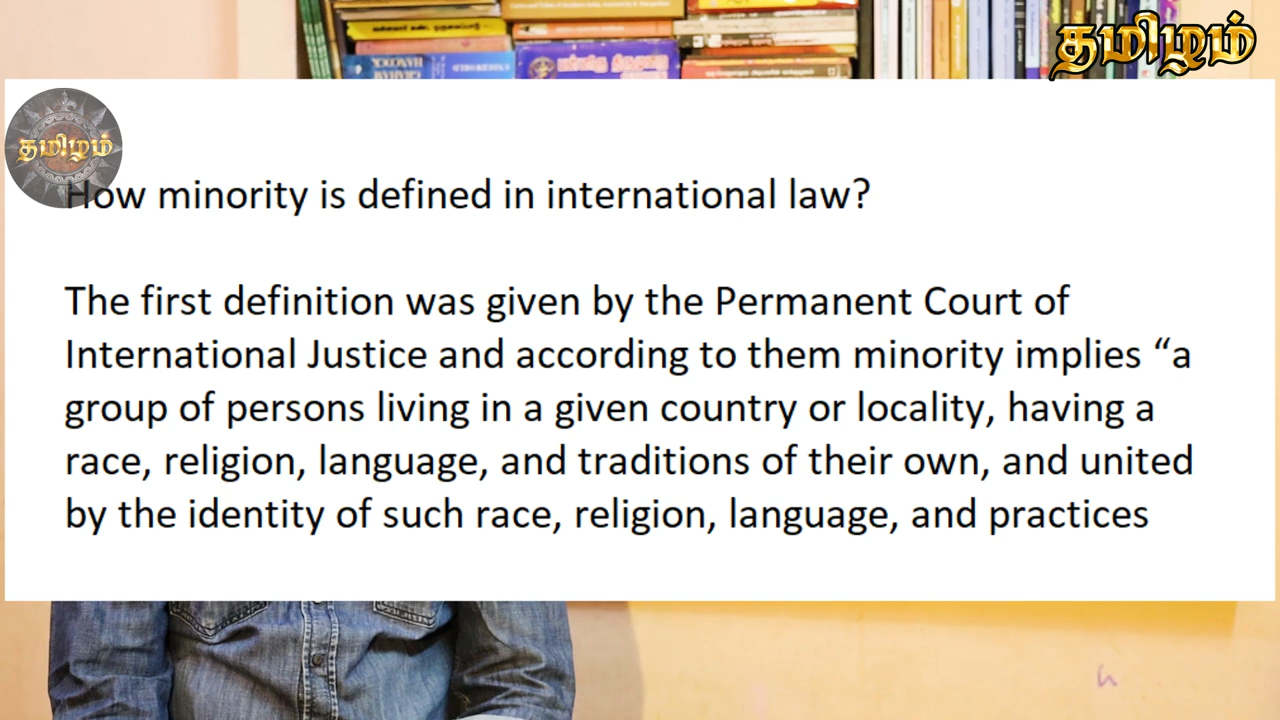 தமிழம்
தமிழம்
How minority is defined in international law?
The first definition was given by the Permanent Court of
International Justice and according to them minority implies “a
group of persons living in a given country or locality, having a
race, religion, language, and traditions of their own, and united
by the identity of such race, religion, language, and practices